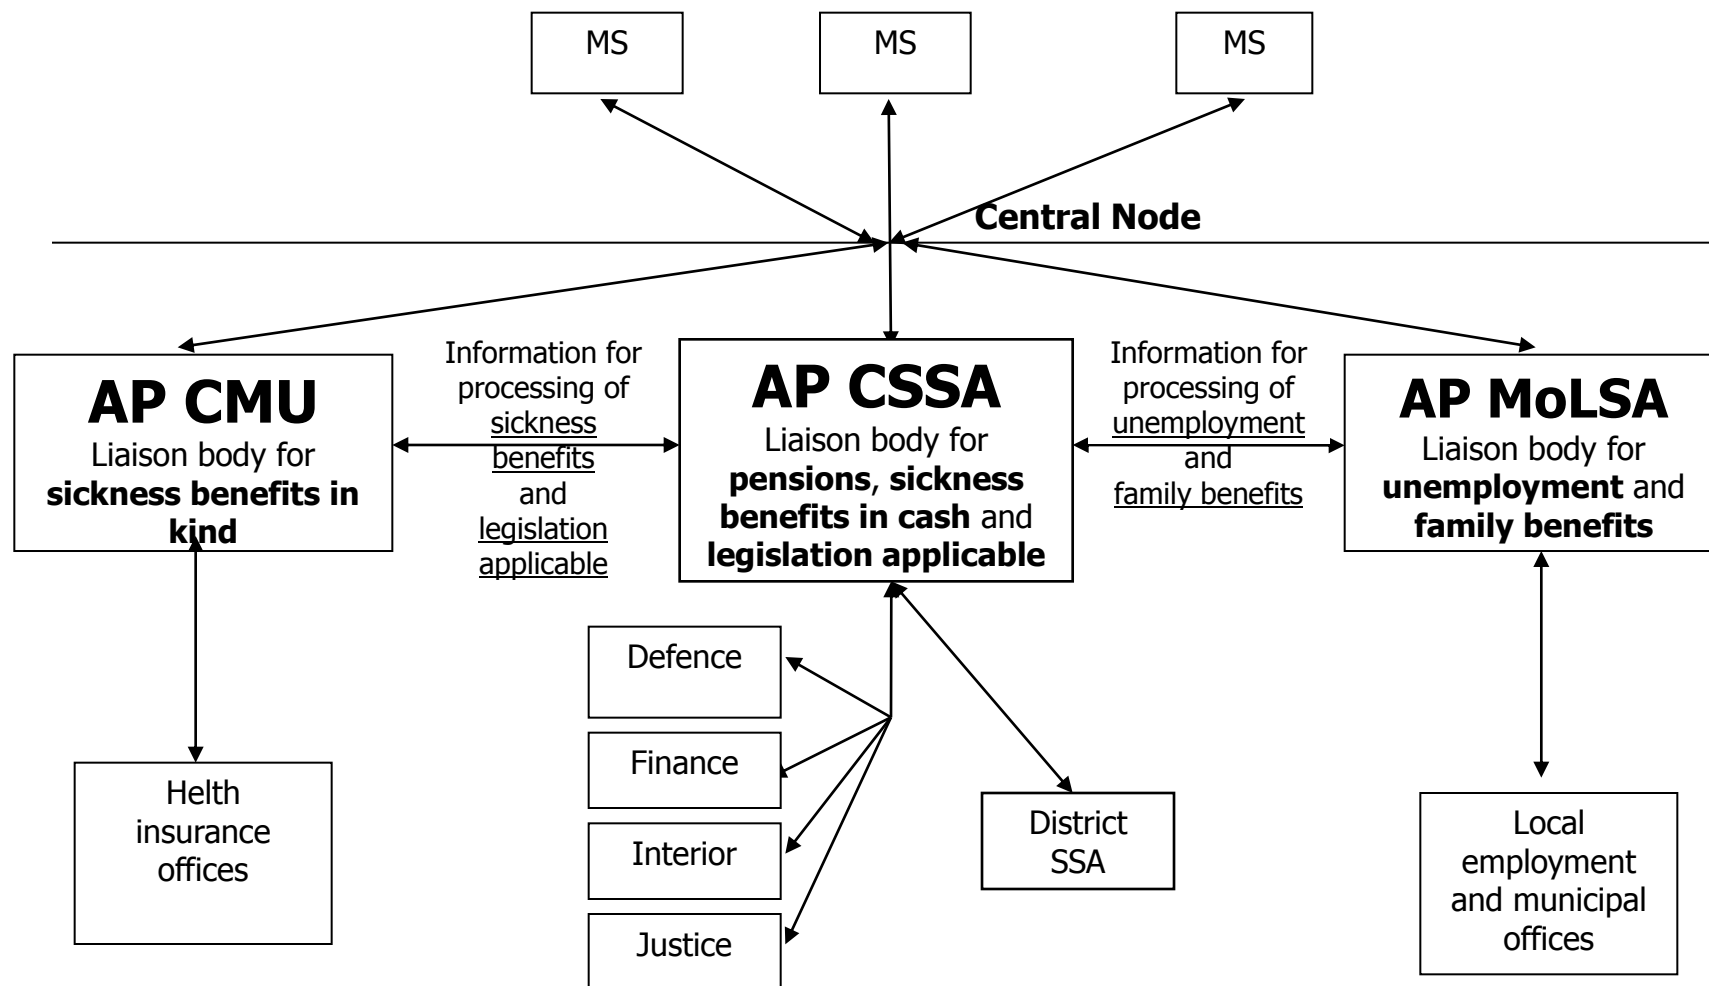 MS
MS
MS
Central Node
AP CMU
Liaison body for
sickness benefits in
kind
Information for
processing of
sickness
benefits
and
legislation
applicable
AP CSSA
Liaison body for
pensions, sickness
benefits in cash and
legislation applicable
Information for
processing of
unemployment
and
family benefits
AP MoLSA
Liaison body for
unemployment and
family benefits
Defence
Finance
Interior
Justice
Helth
insurance
offices
District
SSA
Local
employment
and municipal
offices